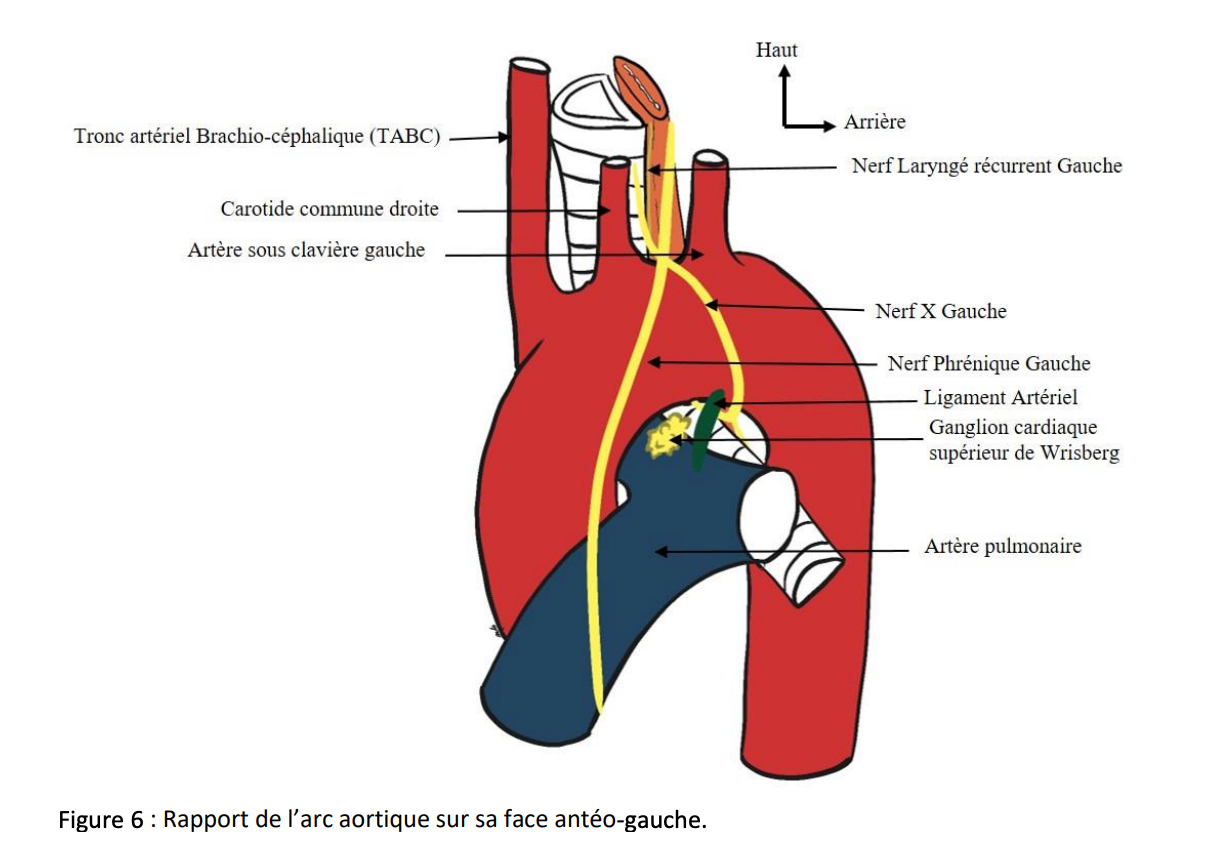 Haut
Arrière
Tronc artériel Brachio-céphalique (TABC)
Nerf Laryngé récurrent Gauche
Carotide commune droite
Artère sous clavière gauche
Nerf X Gauche
Nerf Phrénique Gauche
Ligament Artériel
Ganglion cardiaque
supérieur de Wrisberg
Artère pulmonaire
Figure 6 : Rapport de l’arc aortique sur sa face antéo-gauche.